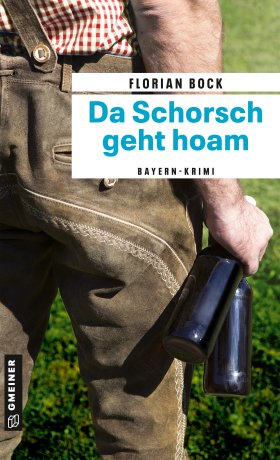 FLORIAN BOCK
Da Schorsch
geht hoam
BAYERN-KRIMI
GMEINER